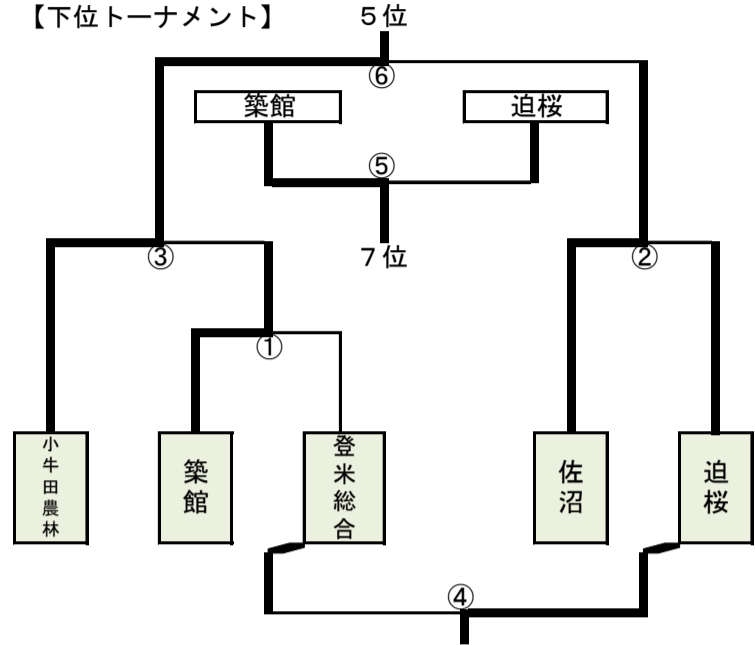 【下位トーナメント】
５位
⑥
築館
迫桜
⑤
７位
③
②
①
小牛田農林
築館
登米総合
佐沼
迫桜
④